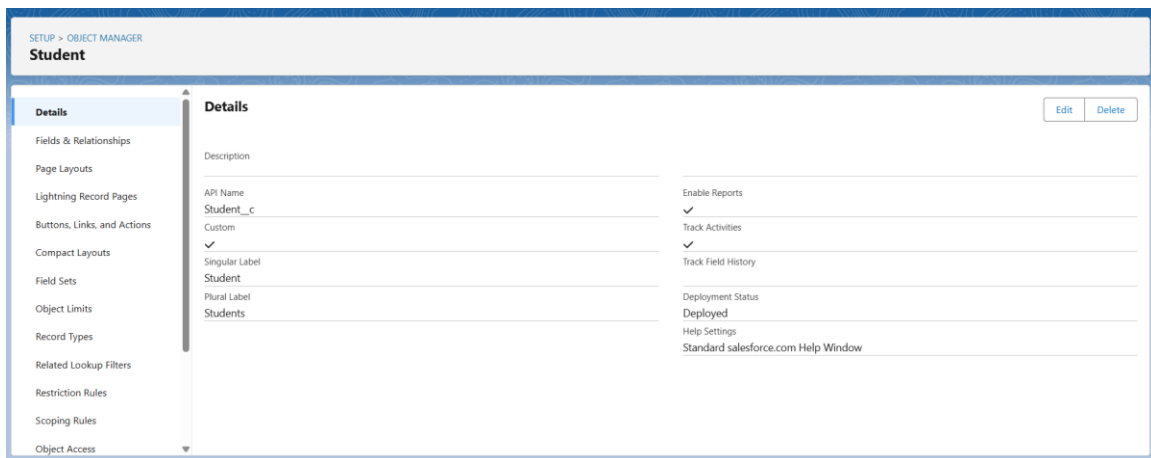 SETUP > OBJECT MANAGER
Student
Details
Fields & Relationships
Page Layouts
Lightning Record Pages
Buttons, Links, and Actions
Compact Layouts
Field Sets
Object Limits
Record Types
Related Lookup Filters
Restriction Rules
Scoping Rules
Object Access
Details
Edit
Delete
Description
API Name
Student__c
Custom
Singular Label
Student
Plural Label
Students
Enable Reports
Track Activities
Track Field History
Deployment Status
Deployed
Help Settings
Standard salesforce.com Help Window